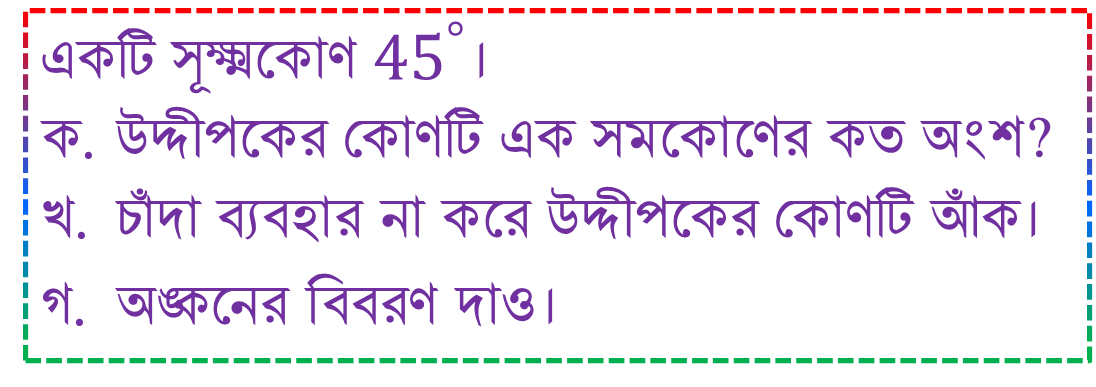 একটি সূক্ষ্মকোণ 45°।
ক. উদ্দীপকের কোণটি এক সমকোণের কত অংশ?
খ. চাঁদা ব্যবহার না করে উদ্দীপকের কোণটি আঁক।
গ. অঙ্কনের বিবরণ দাও।